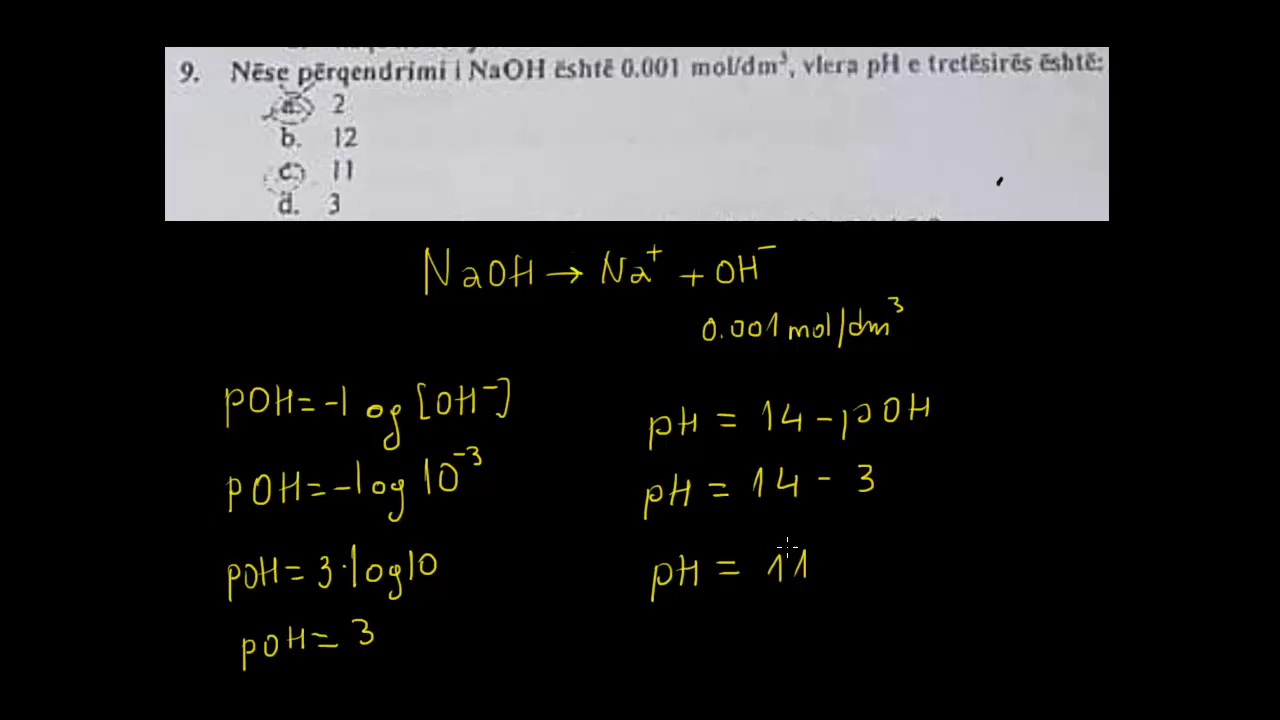 9. Nëse përqendrimi i NaOH është 0.001 mol/dm³, vlera pH e tretësirës është:
a. 2
b. 12
c. 11
d. 3
NaOH → Na⁺ + OH⁻
0.001 mol/dm³
pOH = -log [OH⁻]
pOH = -log 10⁻³
pOH = 3·log10
pOH = 3
pH = 14 - pOH
pH = 14 - 3
pH = 11